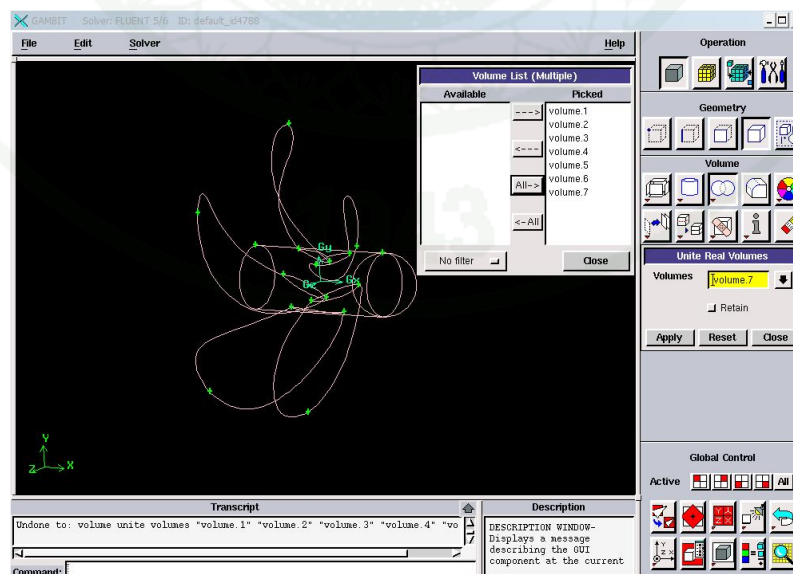 GAMBIT Solver: FLUENT 5/6 ID: default_id4788
File Edit Solver Help
Operation
Geometry
Volume
Volume List (Multiple)
Available Picked
--->
<---
All->
<-All
volume.1
volume.2
volume.3
volume.4
volume.5
volume.6
volume.7
No filter Close
Unite Real Volumes
Volumes volume.7
Retain
Apply Reset Close
Gy
Gz Gx
Y
Z X
Global Control
Active All
Transcript
Undone to: volume unite volumes "volume.1" "volume.2" "volume.3" "volume.4" "vo
Command:
Description
DESCRIPTION WINDOW-
Displays a message
describing the GUI
component at the current